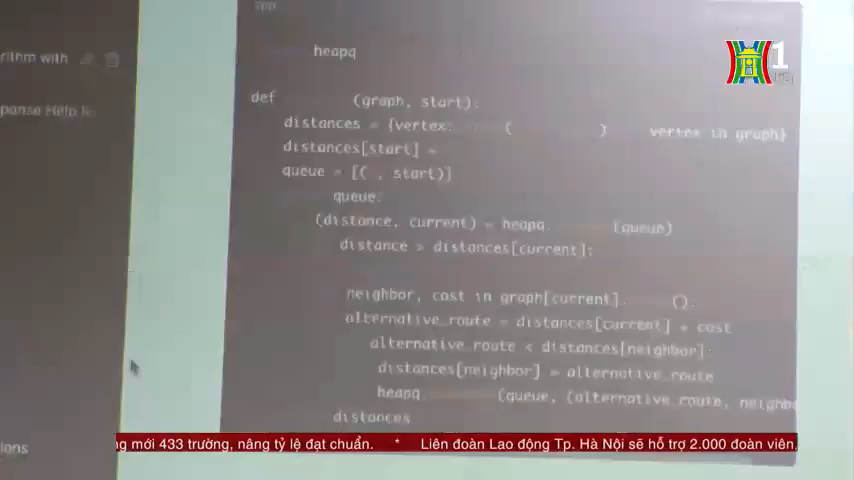 app
rithm with
ponse Help
heapq
def (graph, start):
distances = {vertex: ( ) vertex in graph}
distances[start] =
queue = [( , start)]
queue:
(distance, current) = heapq. (queue)
distance > distances[current]:
neighbor, cost in graph[current]. ():
alternative_route = distances[current] + cost
alternative_route < distances[neighbor]:
distances[neighbor] = alternative_route
heapq. (queue, (alternative_route, neighbo
distances
ions
1
g mới 433 trường, nâng tỷ lệ đạt chuẩn. * Liên đoàn Lao động Tp. Hà Nội sẽ hỗ trợ 2.000 đoàn viên,